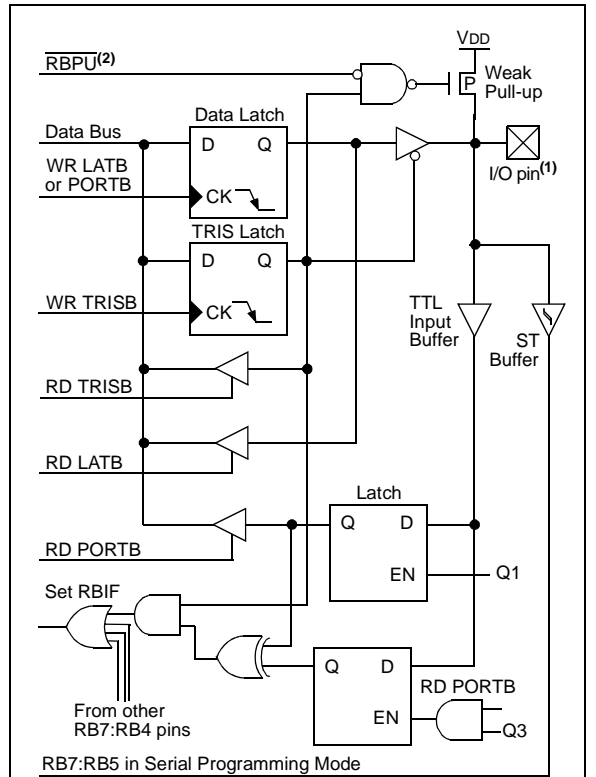 VDD
RBPU(2)
P
Weak
Pull-up
Data Latch
Data Bus
D Q
I/O pin(1)
WR LATB
or PORTB
CK
TRIS Latch
D Q
WR TRISB
CK
TTL
Input
Buffer
ST
Buffer
RD TRISB
RD LATB
Latch
Q D
RD PORTB
EN
Q1
Set RBIF
Q D
RD PORTB
EN
Q3
From other
RB7:RB4 pins
RB7:RB5 in Serial Programming Mode